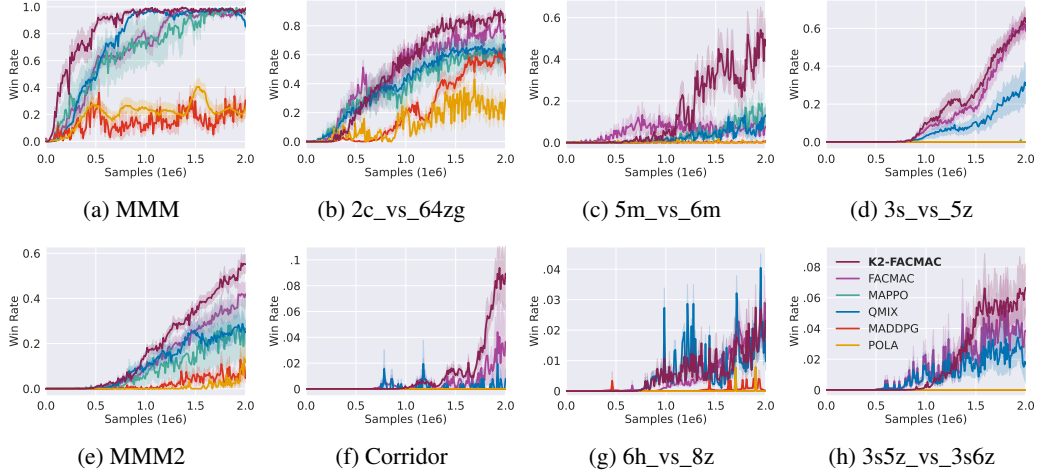 1.0
0.8
0.6
0.4
0.2
0.0
Win Rate
0.0 0.5 1.0 1.5 2.0
Samples (1e6)
(a) MMM
0.8
0.6
0.4
0.2
0.0
Win Rate
0.0 0.5 1.0 1.5 2.0
Samples (1e6)
(b) 2c_vs_64zg
0.6
0.4
0.2
0.0
Win Rate
0.0 0.5 1.0 1.5 2.0
Samples (1e6)
(c) 5m_vs_6m
0.6
0.4
0.2
0.0
Win Rate
0.0 0.5 1.0 1.5 2.0
Samples (1e6)
(d) 3s_vs_5z
0.6
0.4
0.2
0.0
Win Rate
0.0 0.5 1.0 1.5 2.0
Samples (1e6)
(e) MMM2
.1
.08
.06
.04
.02
0
Win Rate
0.0 0.5 1.0 1.5 2.0
Samples (1e6)
(f) Corridor
.04
.03
.02
.01
0
Win Rate
0.0 0.5 1.0 1.5 2.0
Samples (1e6)
(g) 6h_vs_8z
.08
.06
.04
.02
0
Win Rate
K2-FACMAC
FACMAC
MAPPO
QMIX
MADDPG
POLA
0.0 0.5 1.0 1.5 2.0
Samples (1e6)
(h) 3s5z_vs_3s6z